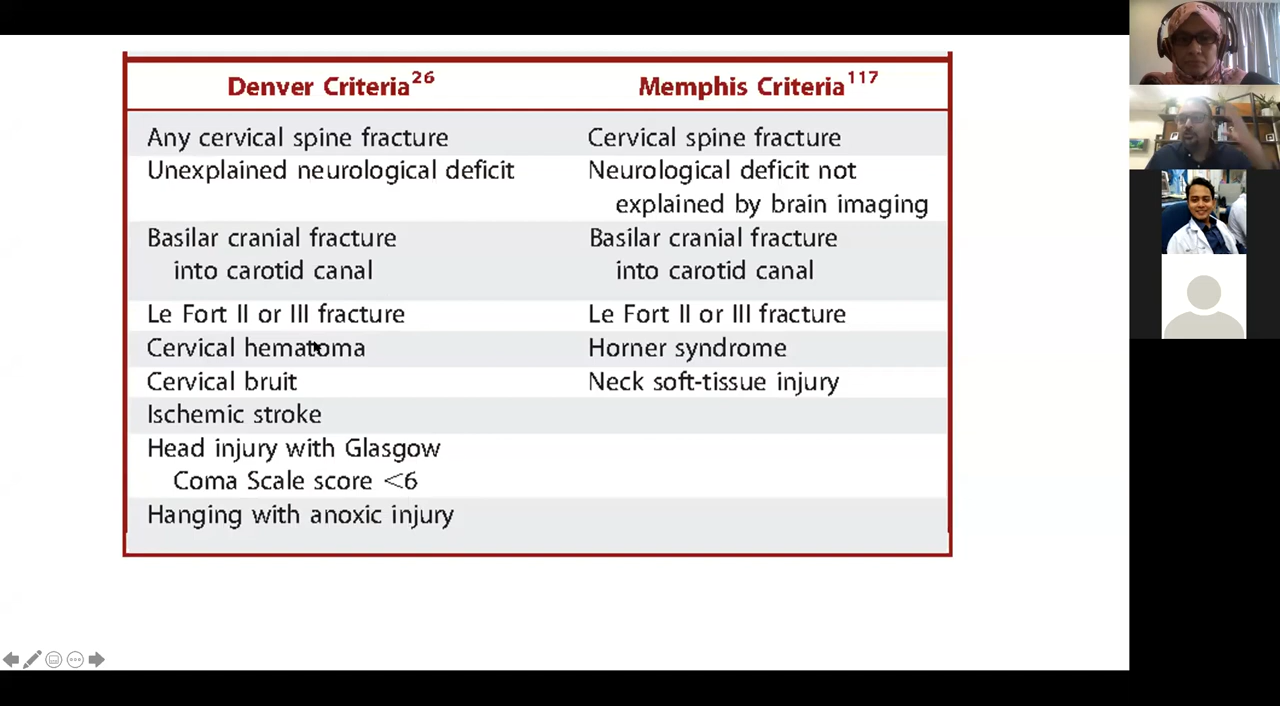 Denver Criteria26 Memphis Criteria117
Any cervical spine fracture Cervical spine fracture
Unexplained neurological deficit Neurological deficit not
explained by brain imaging
Basilar cranial fracture Basilar cranial fracture
into carotid canal into carotid canal
Le Fort II or III fracture Le Fort II or III fracture
Cervical hematoma Horner syndrome
Cervical bruit Neck soft-tissue injury
Ischemic stroke
Head injury with Glasgow
Coma Scale score <6
Hanging with anoxic injury